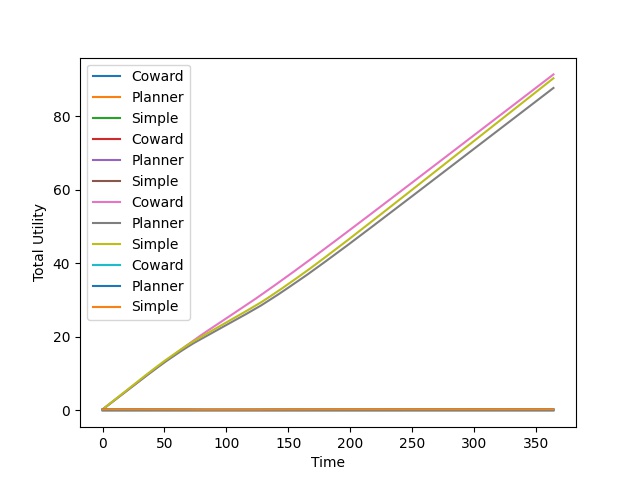 Coward
Planner
Simple
Coward
Planner
Simple
Coward
Planner
Simple
Coward
Planner
Simple
80
60
40
20
0
Total Utility
0 50 100 150 200 250 300 350
Time